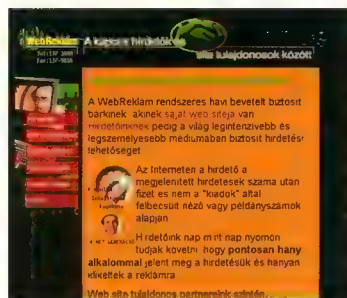 WebReklám A kapocs a hirdetők és
site tulajdonosok között
A WebReklám rendszeres havi bevételt biztosít
bárkinek akinek saját web siteja van
Hirdetőinknek pedig a világ legintenzívebb és
legszemélyesebb médiumában biztosít hirdetési
lehetőséget
Az Interneten a hirdető a
megjelenített hirdetések száma után
fizet és nem a "kiadók" által
felbecsült néző vagy példányszámok
alapján
Hirdetőink nap mint nap nyomon
tudják követni hogy pontosan hány
alkalommal jelent meg a hirdetésük és hányan
klikkeltek a reklámra
Web site tulajdonos partnereink szintén